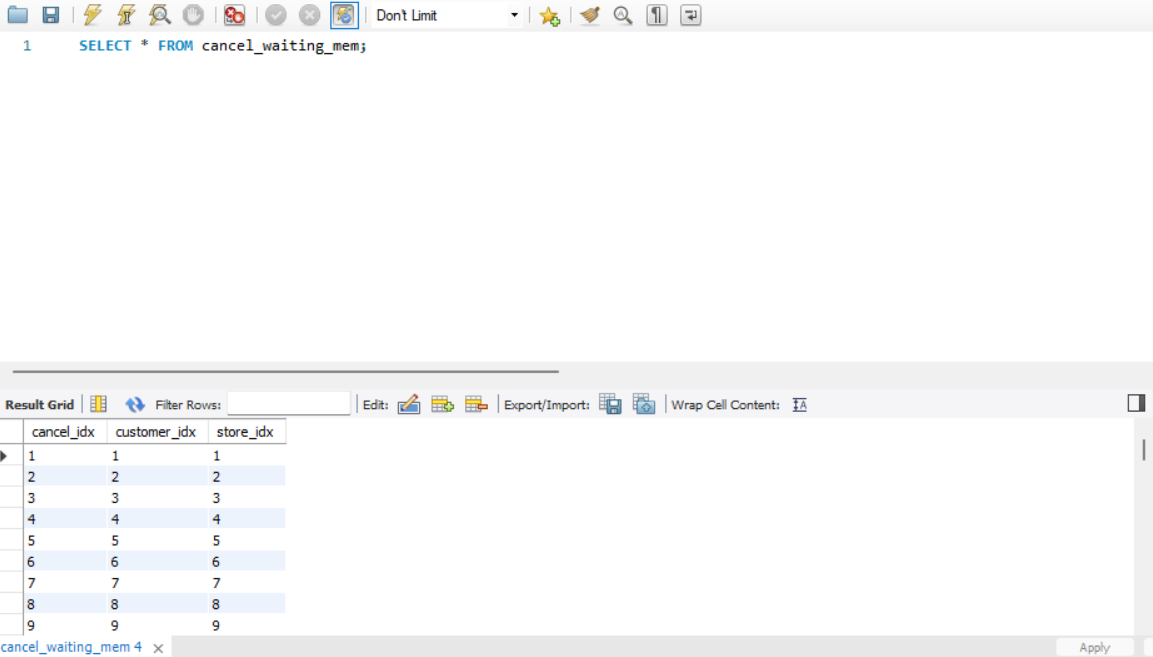 Don't Limit
1 SELECT * FROM cancel_waiting_mem;
Result Grid Filter Rows: Edit: Export/Import: Wrap Cell Content:
cancel_idx customer_idx store_idx
1 1 1
2 2 2
3 3 3
4 4 4
5 5 5
6 6 6
7 7 7
8 8 8
9 9 9
cancel_waiting_mem 4 Apply